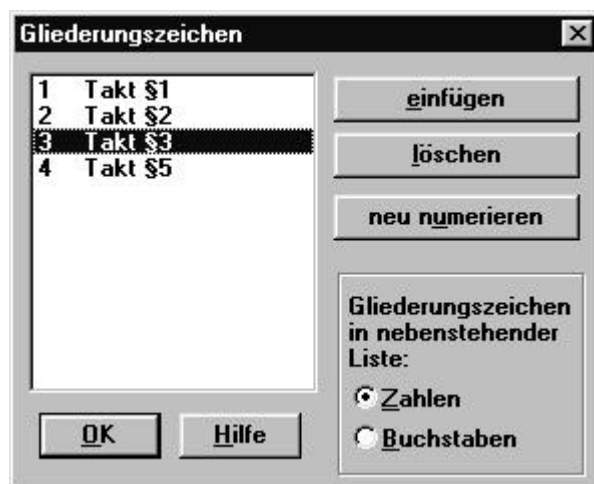 Gliederungszeichen
1 Takt §1
2 Takt §2
3 Takt §3
4 Takt §5
einfügen
löschen
neu numerieren
Gliederungszeichen
in nebenstehender
Liste:
Zahlen
Buchstaben
OK
Hilfe